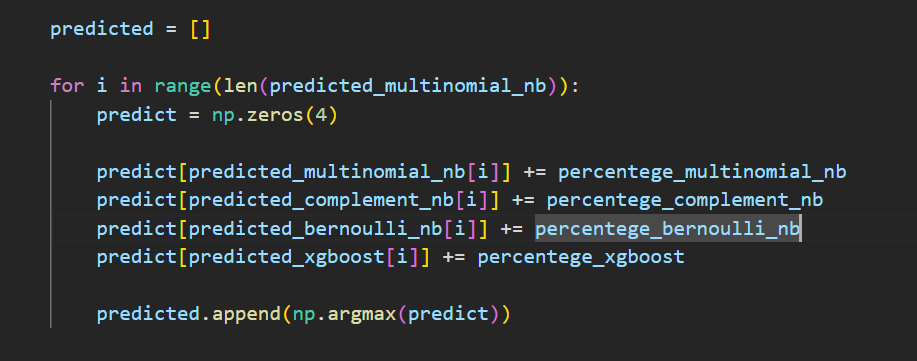 predicted = []
for i in range(len(predicted_multinomial_nb)):
predict = np.zeros(4)
predict[predicted_multinomial_nb[i]] += percentege_multinomial_nb
predict[predicted_complement_nb[i]] += percentege_complement_nb
predict[predicted_bernoulli_nb[i]] += percentege_bernoulli_nb
predict[predicted_xgboost[i]] += percentege_xgboost
predicted.append(np.argmax(predict))